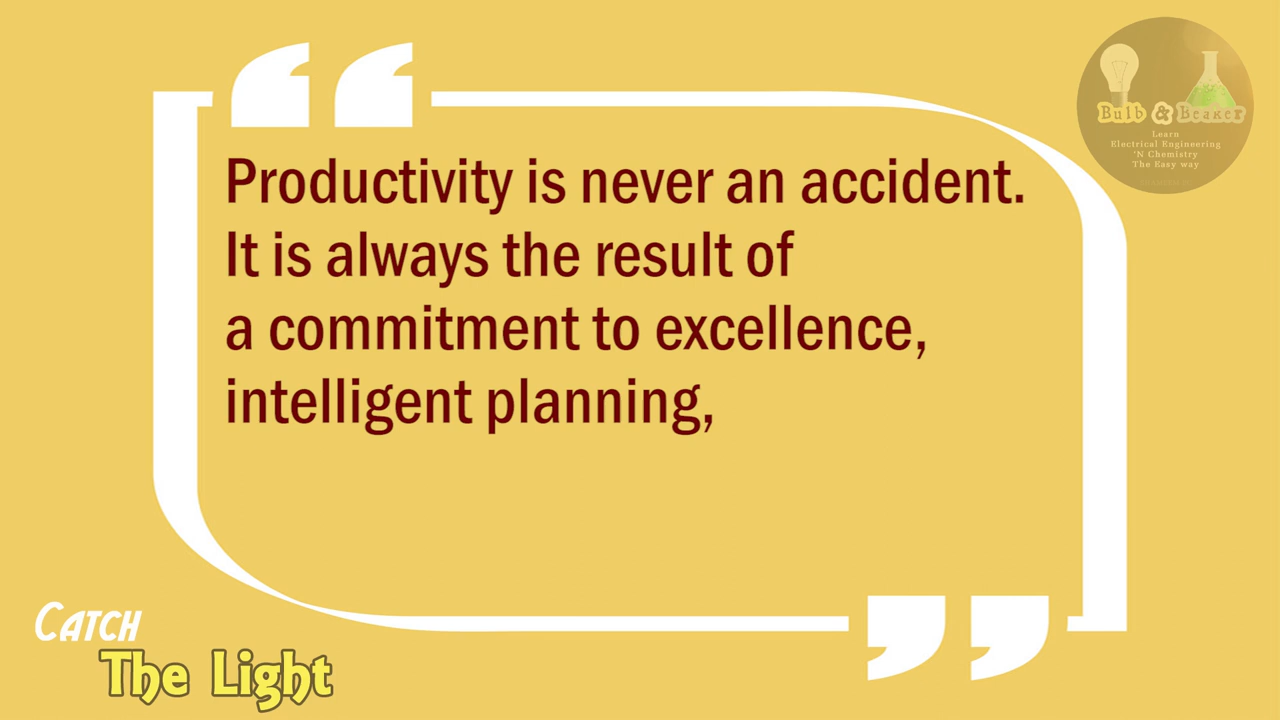 Bulb & Beaker
Learn
Electrical Engineering
'N Chemistry
The Easy way
Productivity is never an accident.
It is always the result of
a commitment to excellence,
intelligent planning,
Catch
The Light